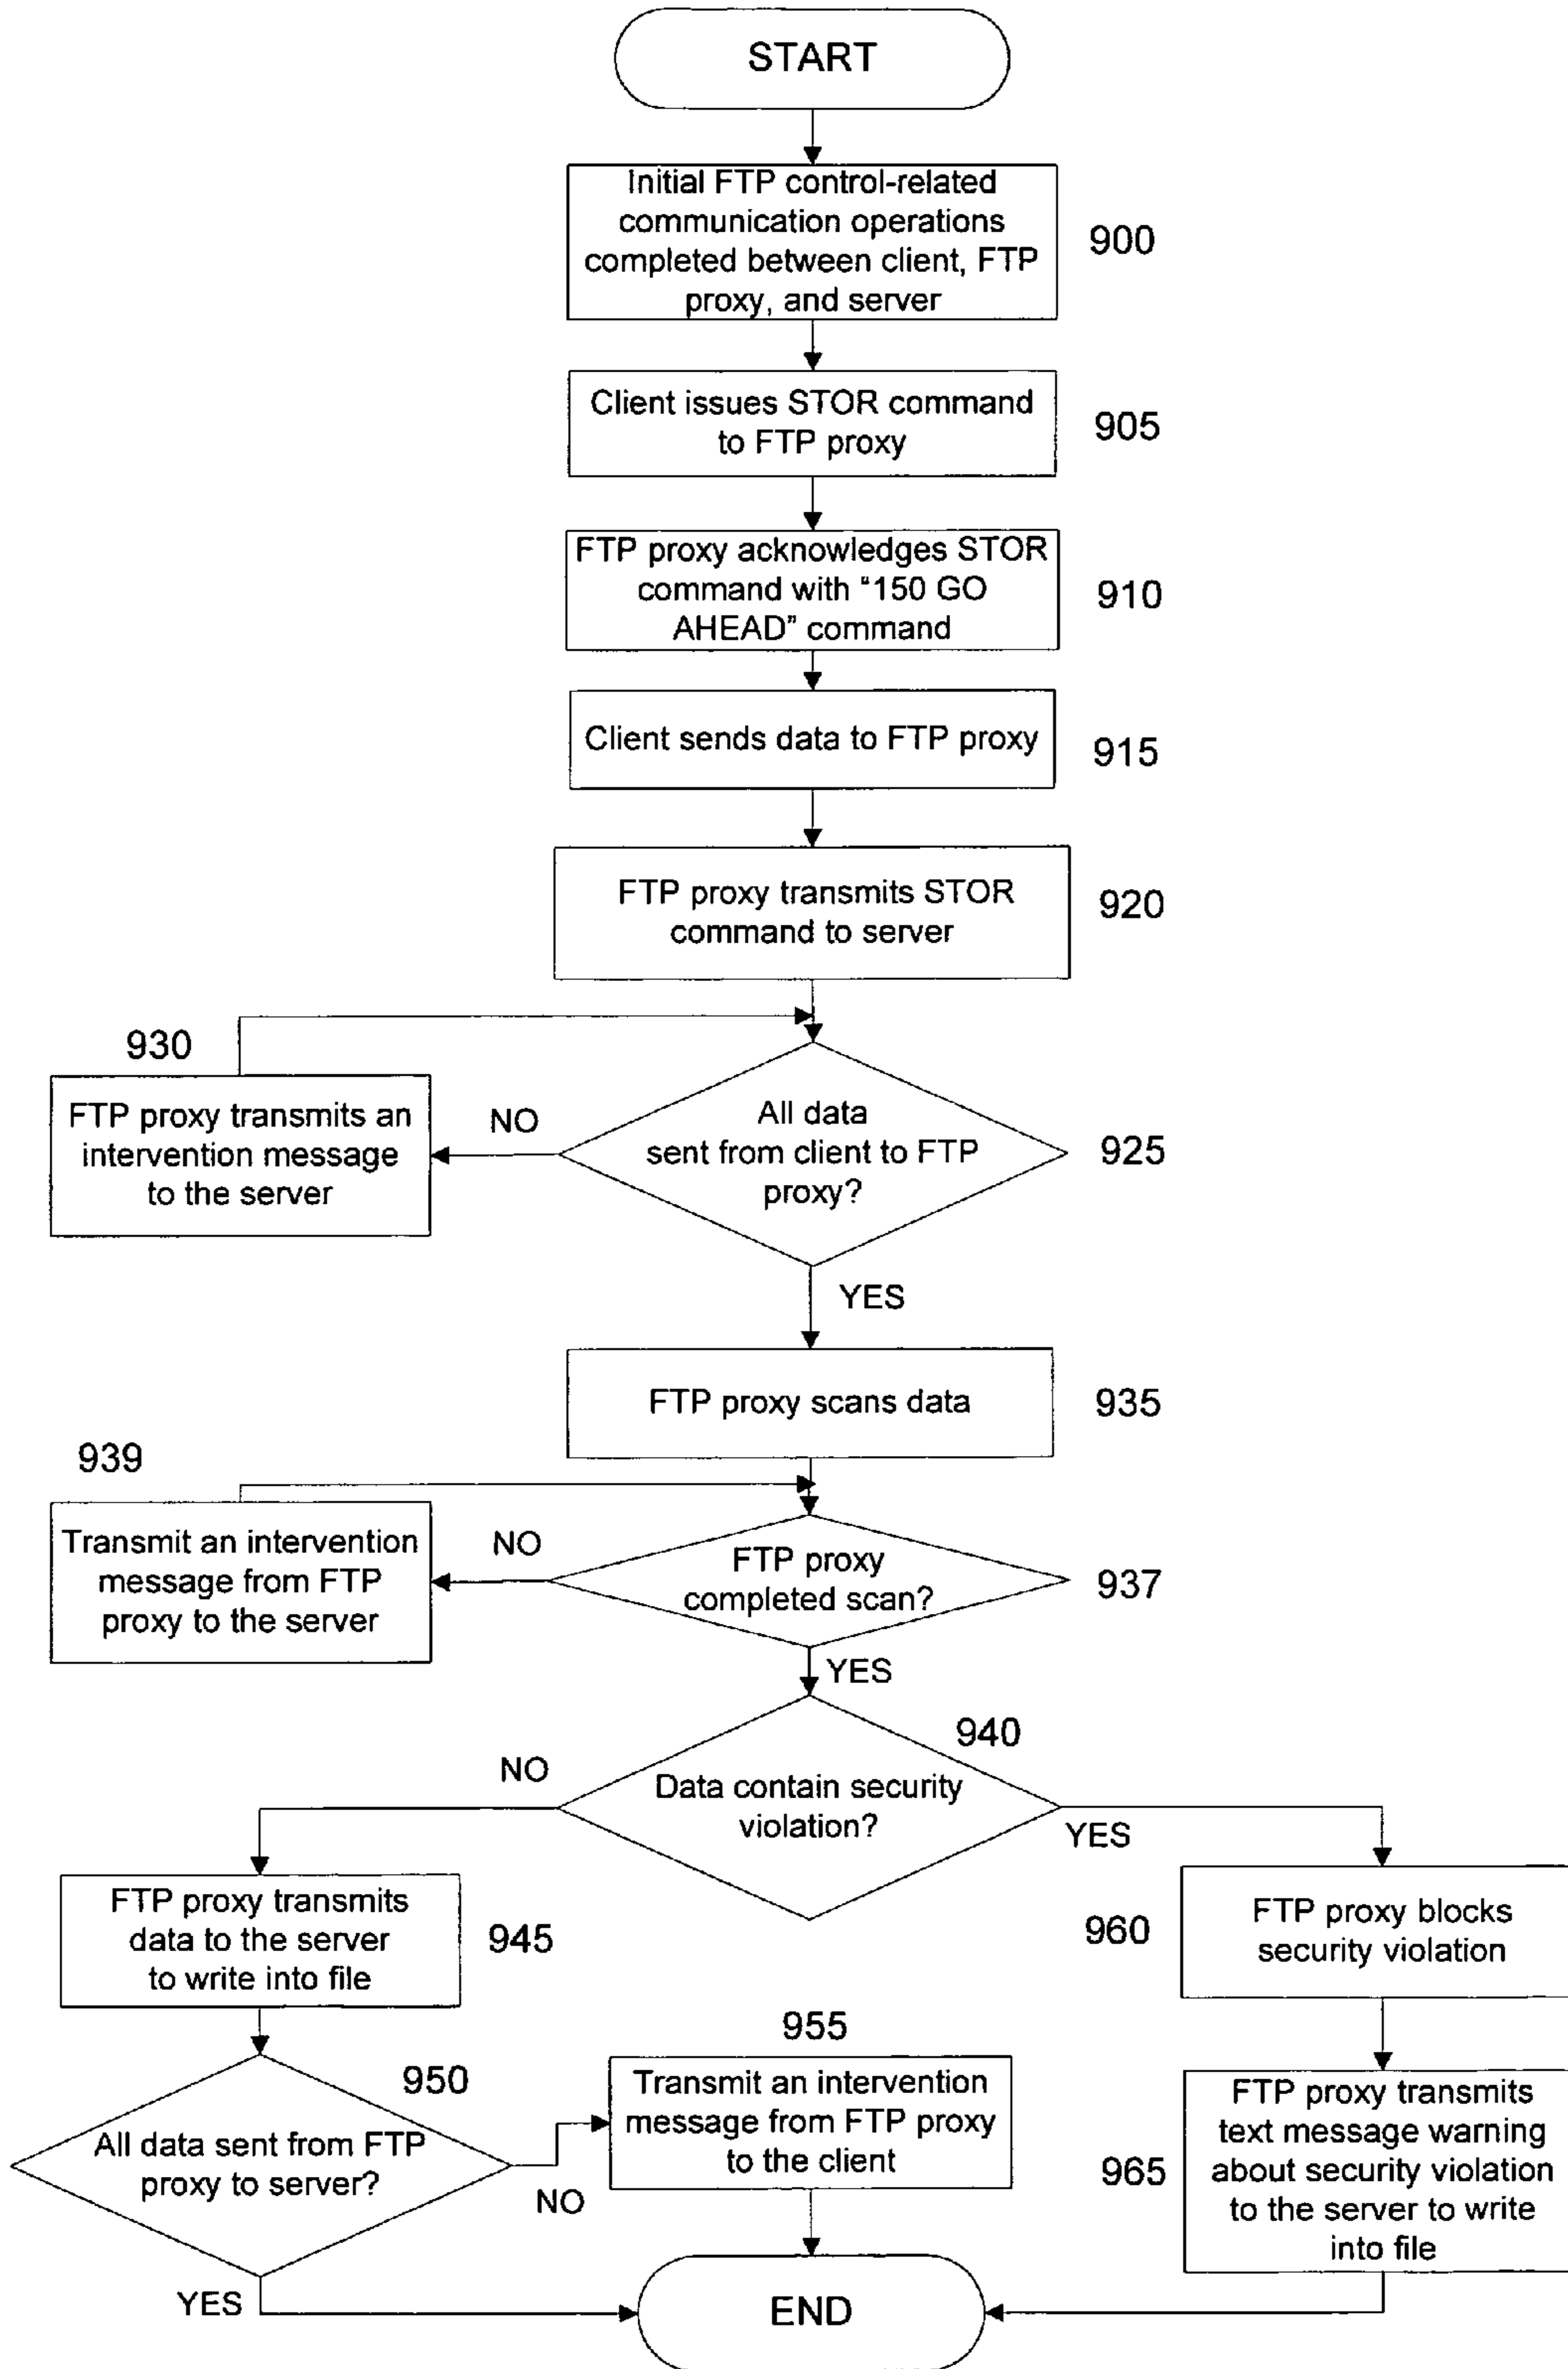 START
Initial FTP control-related
communication operations
completed between client, FTP
proxy, and server
900
Client issues STOR command
to FTP proxy
905
FTP proxy acknowledges STOR
command with "150 GO
AHEAD" command
910
Client sends data to FTP proxy
915
FTP proxy transmits STOR
command to server
920
930
FTP proxy transmits an
intervention message
to the server
NO
All data
sent from client to FTP
proxy?
925
YES
FTP proxy scans data
935
939
Transmit an intervention
message from FTP
proxy to the server
NO
FTP proxy
completed scan?
937
YES
940
NO
Data contain security
violation?
YES
FTP proxy transmits
data to the server
to write into file
945
960
FTP proxy blocks
security violation
950
All data sent from FTP
proxy to server?
NO
YES
955
Transmit an intervention
message from FTP proxy
to the client
965
FTP proxy transmits
text message warning
about security violation
to the server to write
into file
END